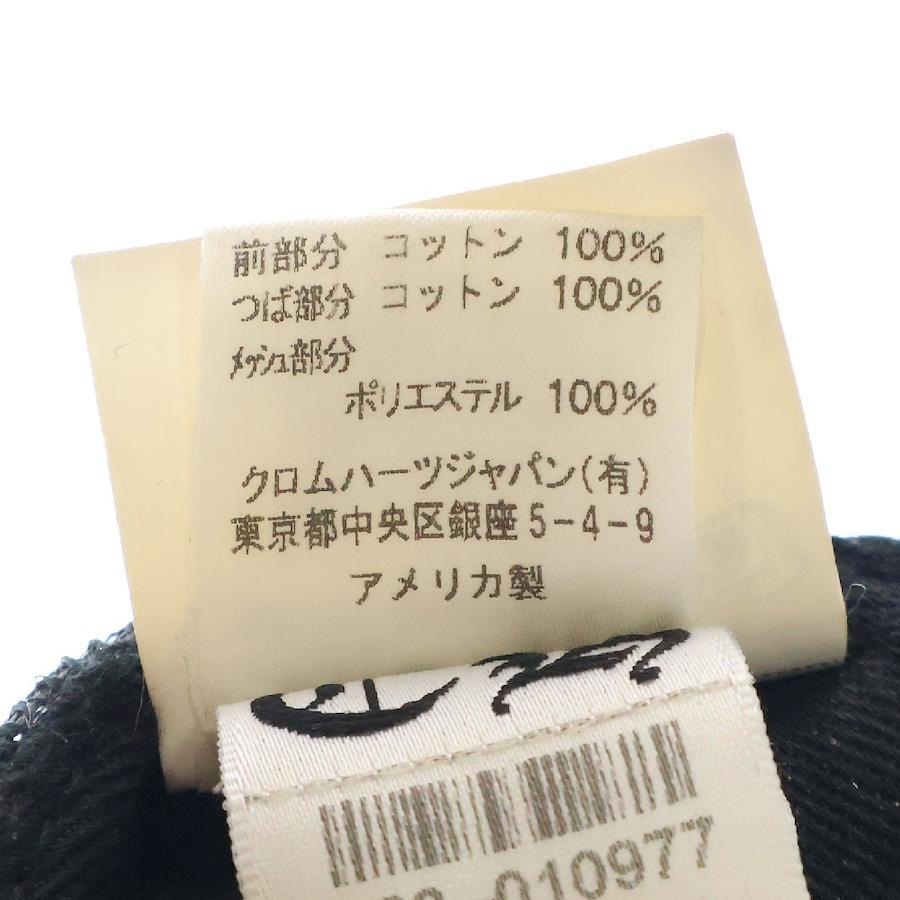 前部分 コットン 100%
つば部分 コットン 100%
メッシュ部分
ポリエステル 100%
クロムハーツジャパン(有)
東京都中央区銀座5-4-9
アメリカ製
-010977